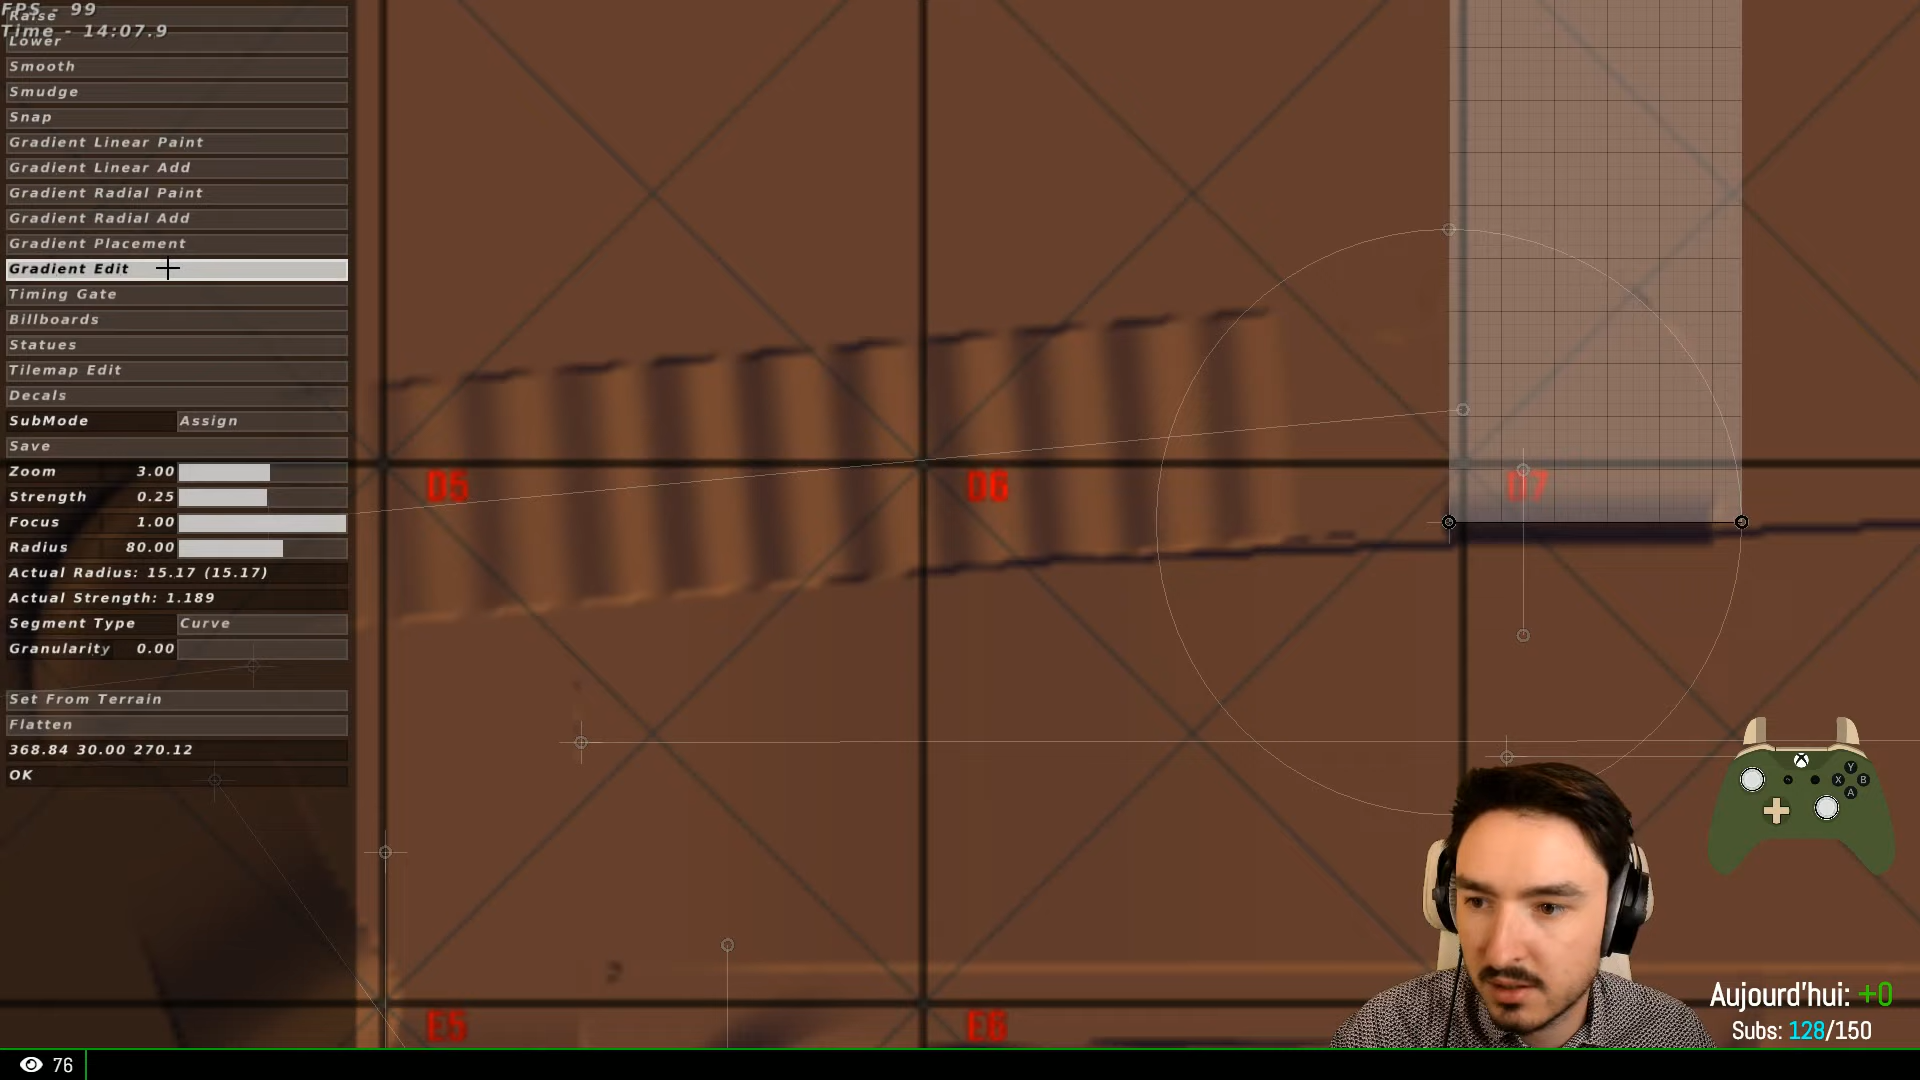 FPS - 99
Raise
Time - 14:07.9
Lower
Smooth
Smudge
Snap
Gradient Linear Paint
Gradient Linear Add
Gradient Radial Paint
Gradient Radial Add
Gradient Placement
Gradient Edit
Timing Gate
Billboards
Statues
Tilemap Edit
Decals
SubMode Assign
Save
Zoom 3.00
Strength 0.25
Focus 1.00
Radius 80.00
Actual Radius: 15.17 (15.17)
Actual Strength: 1.189
Segment Type Curve
Granularity 0.00
Set From Terrain
Flatten
368.84 30.00 270.12
OK
D5 D6 D7
E5 E6
Y
X B
A
Aujourd'hui: +0
Subs: 128/150
76